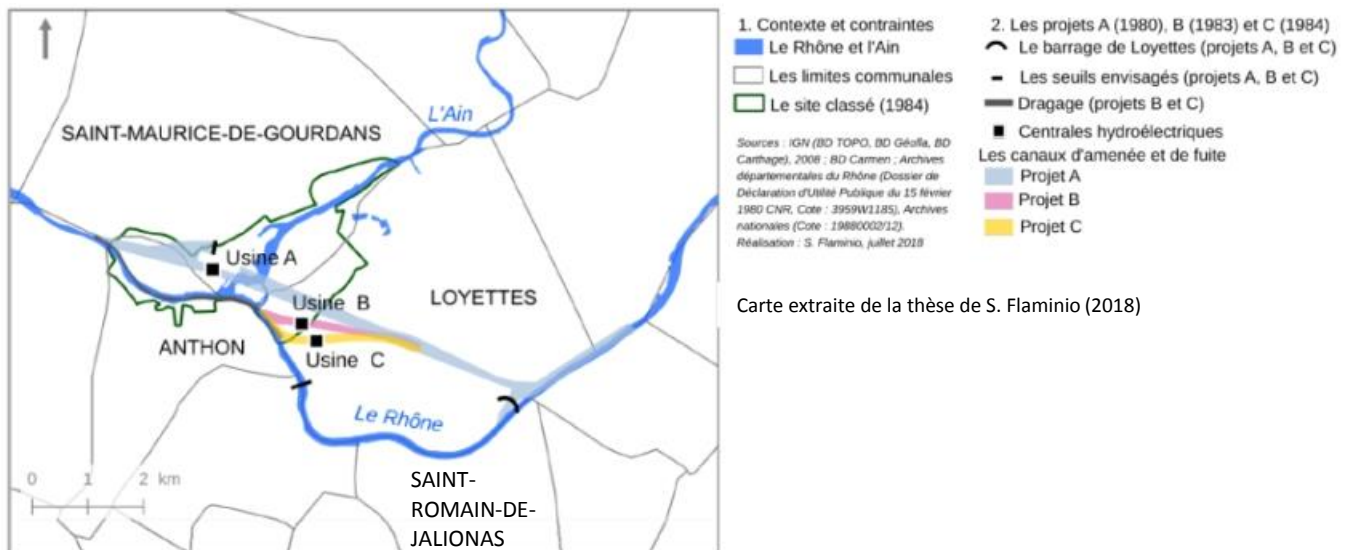 SAINT-MAURICE-DE-GOURDANS
L'Ain
Usine A
Usine B
LOYETTES
ANTHON
Usine C
Le Rhône
0 1 2 km
SAINT-
ROMAIN-DE-
JALIONAS
1. Contexte et contraintes
Le Rhône et l'Ain
Les limites communales
Le site classé (1984)
Sources : IGN (BD TOPO, BD Géofla, BD
Carthage), 2008 ; BD Carmen ; Archives
départementales du Rhône (Dossier de
Déclaration d'Utilité Publique du 15 février
1980 CNR, Cote : 3959W1185), Archives
nationales (Cote : 19880002/12).
Réalisation : S. Flaminio, juillet 2018
2. Les projets A (1980), B (1983) et C (1984)
Le barrage de Loyettes (projets A, B et C)
Les seuils envisagés (projets A, B et C)
Dragage (projets B et C)
Centrales hydroélectriques
Les canaux d'amenée et de fuite
Projet A
Projet B
Projet C
Carte extraite de la thèse de S. Flaminio (2018)